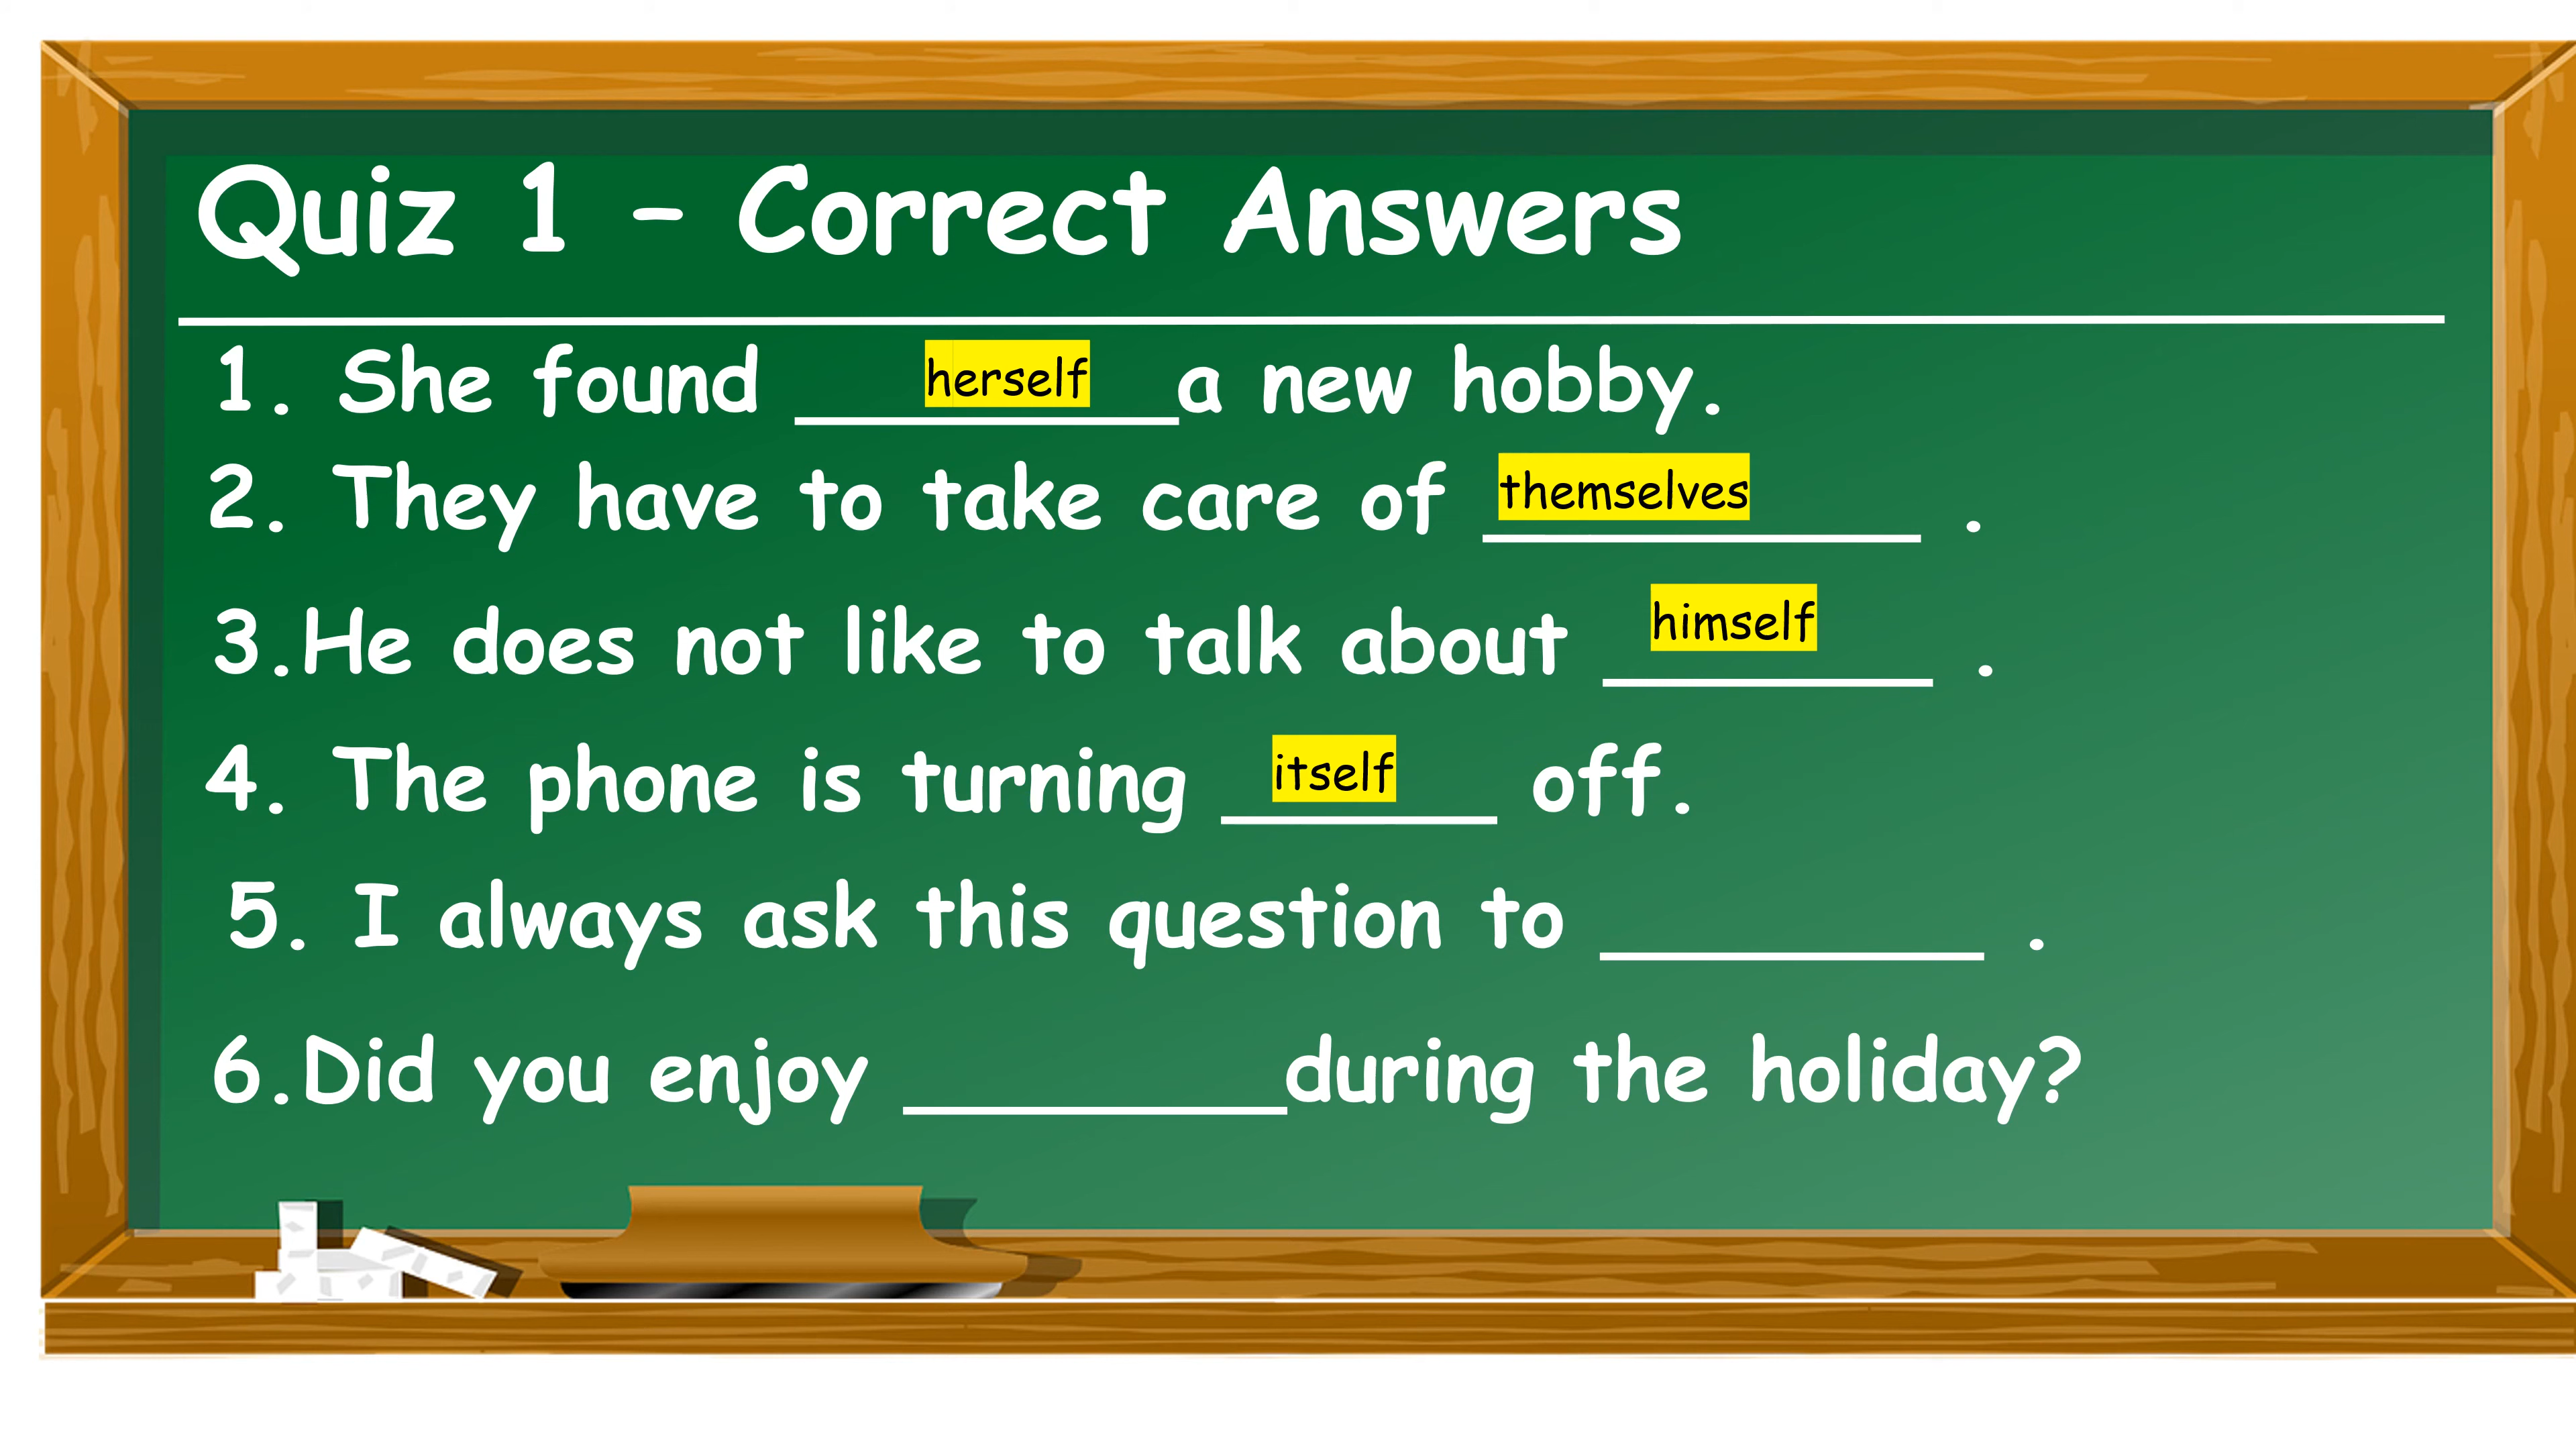 Quiz 1 – Correct Answers
1. She found herself a new hobby.
2. They have to take care of themselves .
3.He does not like to talk about himself .
4. The phone is turning itself off.
5. I always ask this question to ________ .
6.Did you enjoy ________during the holiday?